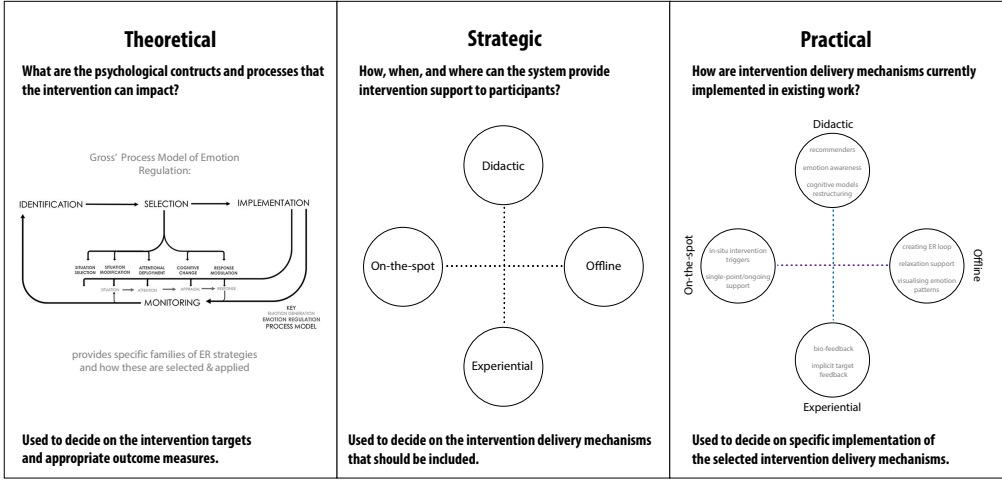 Theoretical
What are the psychological contructs and processes that
the intervention can impact?
Gross' Process Model of Emotion
Regulation:
IDENTIFICATION
SELECTION
IMPLEMENTATION
SITUATION
SELECTION
SITUATION
MODIFICATION
ATTENTIONAL
DEPLOYMENT
COGNITIVE
CHANGE
RESPONSE
MODULATION
SITUATION
ATTENTION
APPRAISAL
RESPONSE
MONITORING
KEY
EMOTION GENERATION
EMOTION REGULATION
PROCESS MODEL
provides specific families of ER strategies
and how these are selected & applied
Used to decide on the intervention targets
and appropriate outcome measures.
Strategic
How, when, and where can the system provide
intervention support to participants?
Didactic
On-the-spot
Offline
Experiential
Used to decide on the intervention delivery mechanisms
that should be included.
Practical
How are intervention delivery mechanisms currently
implemented in existing work?
Didactic
recommenders
emotion awareness
cognitive models
restructuring
On-the-spot
in-situ intervention
triggers
single-point/ongoing
support
creating ER loop
relaxation support
visualising emotion
patterns
Offline
bio-feedback
implicit target
feedback
Experiential
Used to decide on specific implementation of
the selected intervention delivery mechanisms.